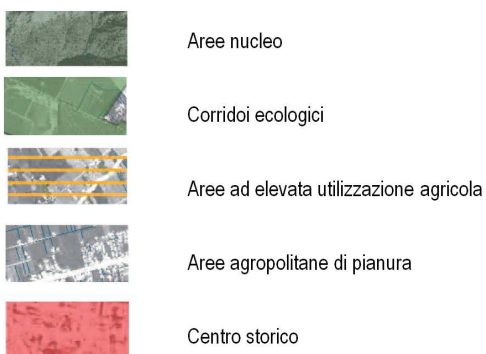 Aree nucleo
Corridoi ecologici
Aree ad elevata utilizzazione agricola
Aree agropolitane di pianura
Centro storico